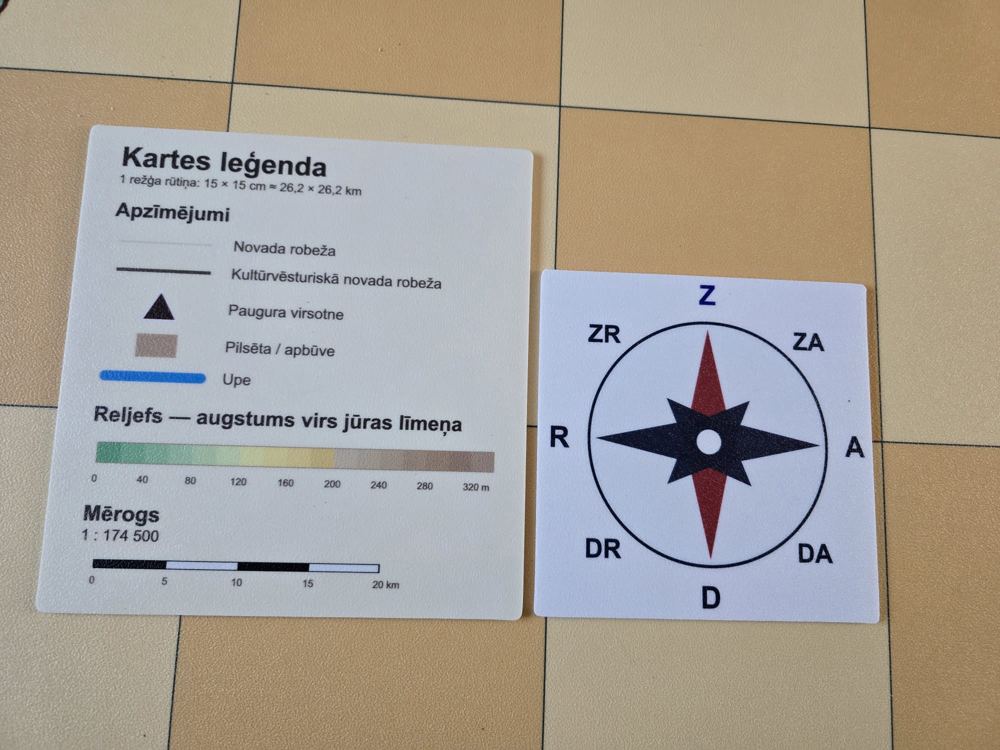 Kartes leģenda
1 režģa rūtiņa: 15 × 15 cm ≈ 26,2 × 26,2 km
Apzīmējumi
Novada robeža
Kultūrvēsturiskā novada robeža
Paugura virsotne
Pilsēta / apbūve
Upe
Reljefs — augstums virs jūras līmeņa
0 40 80 120 160 200 240 280 320 m
Mērogs
1 : 174 500
0 5 10 15 20 km
Z
ZR ZA
R A
DR DA
D